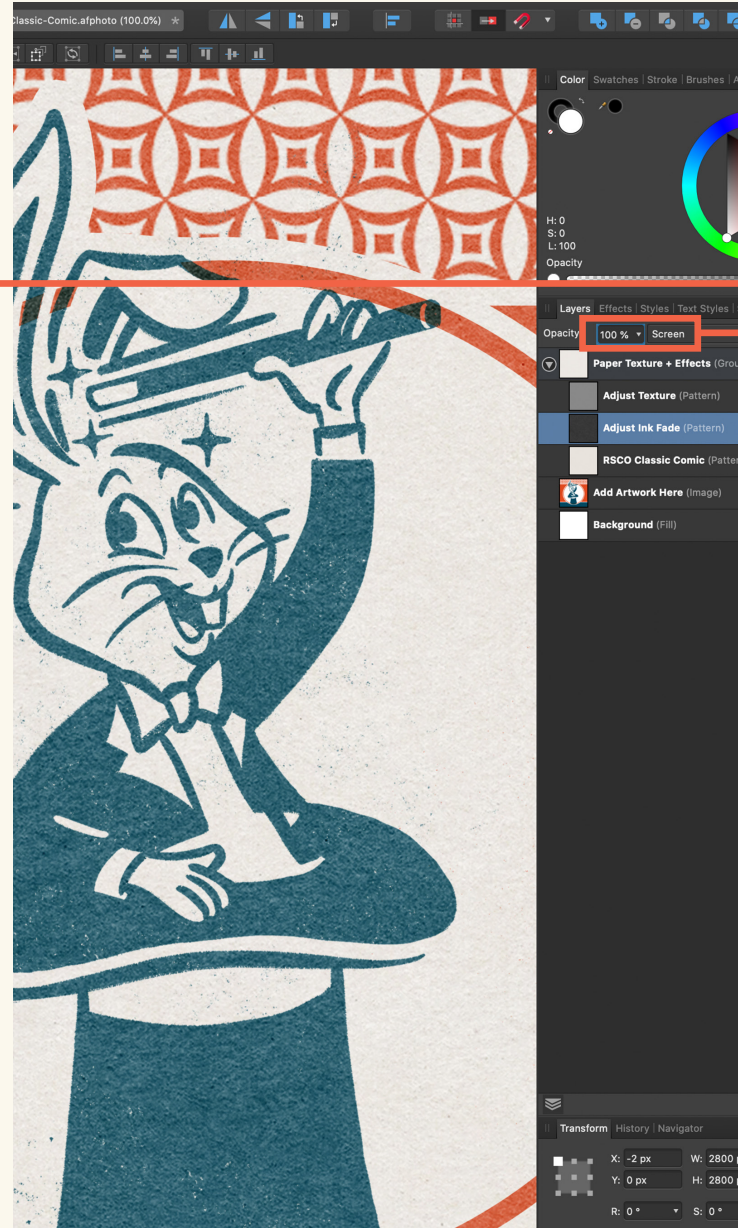 Classic-Comic.afphoto (100.0%) *
Color Swatches | Stroke | Brushes |
H: 0
S: 0
L: 100
Opacity
Layers Effects | Styles | Text Styles |
Opacity 100 % Screen
Paper Texture + Effects
Adjust Texture (Pattern)
Adjust Ink Fade (Pattern)
RSCO Classic Comic
Add Artwork Here (Image)
Background (Fill)
Transform History | Navigator
X: -2 px W: 2800
Y: 0 px H: 2800
R: 0 ° S: 0 °